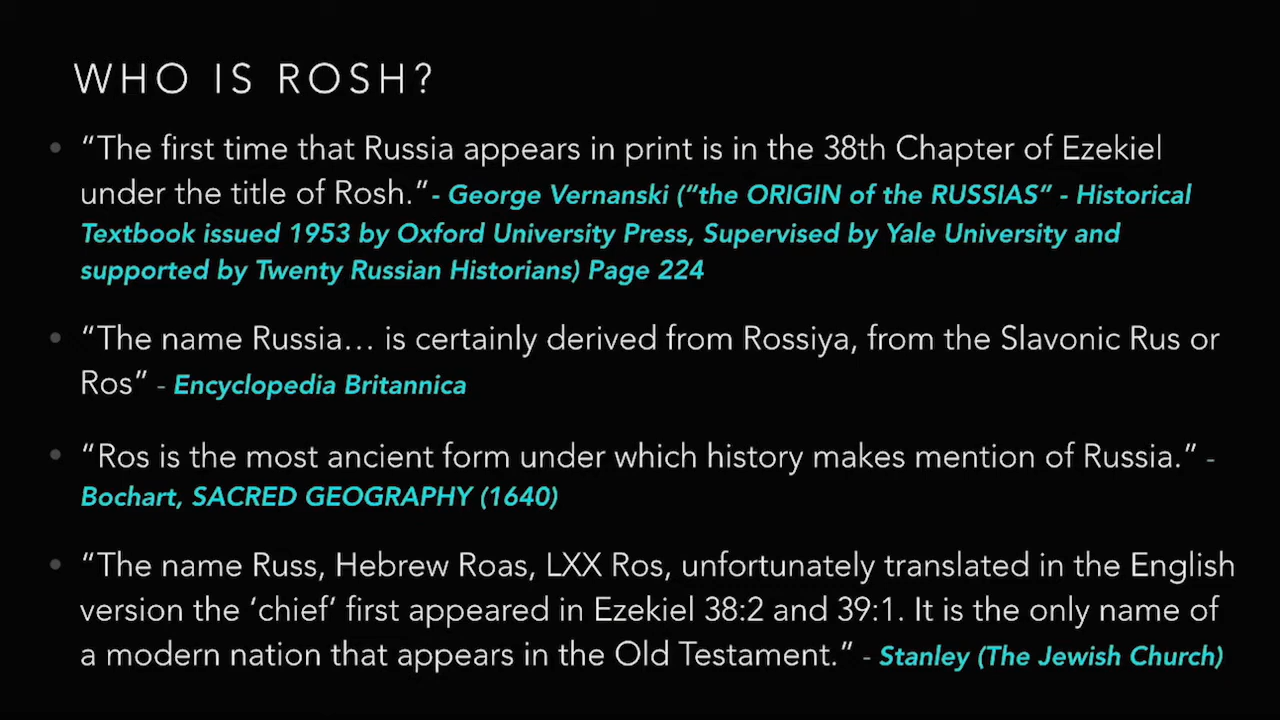 WHO IS ROSH?
• “The first time that Russia appears in print is in the 38th Chapter of Ezekiel
under the title of Rosh.”- George Vernanski (“the ORIGIN of the RUSSIAS” - Historical
Textbook issued 1953 by Oxford University Press, Supervised by Yale University and
supported by Twenty Russian Historians) Page 224
• “The name Russia… is certainly derived from Rossiya, from the Slavonic Rus or
Ros” - Encyclopedia Britannica
• “Ros is the most ancient form under which history makes mention of Russia.” -
Bochart, SACRED GEOGRAPHY (1640)
• “The name Russ, Hebrew Roas, LXX Ros, unfortunately translated in the English
version the ‘chief’ first appeared in Ezekiel 38:2 and 39:1. It is the only name of
a modern nation that appears in the Old Testament.” - Stanley (The Jewish Church)